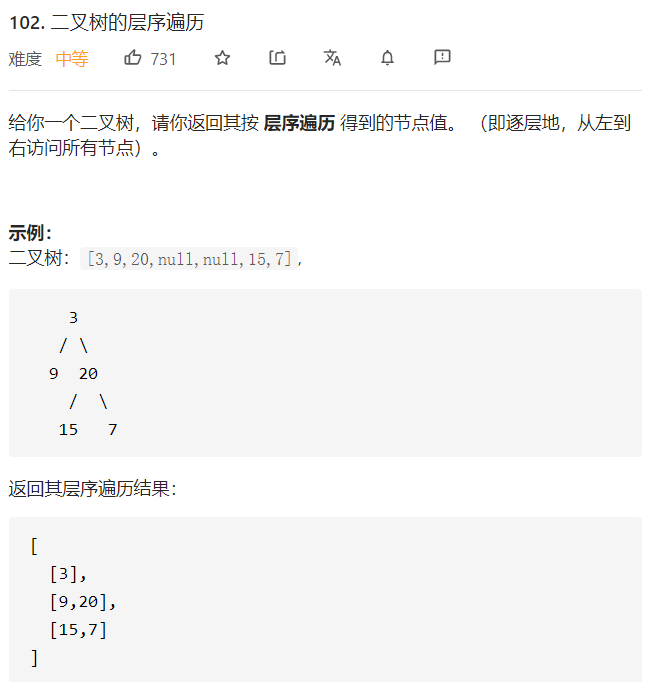 102. 二叉树的层序遍历
难度 中等 731
给你一个二叉树，请你返回其按 层序遍历 得到的节点值。 （即逐层地，从左到
右访问所有节点）。
示例：
二叉树：[3,9,20,null,null,15,7],
3
/ \
9 20
/ \
15 7
返回其层序遍历结果：
[
[3],
[9,20],
[15,7]
]